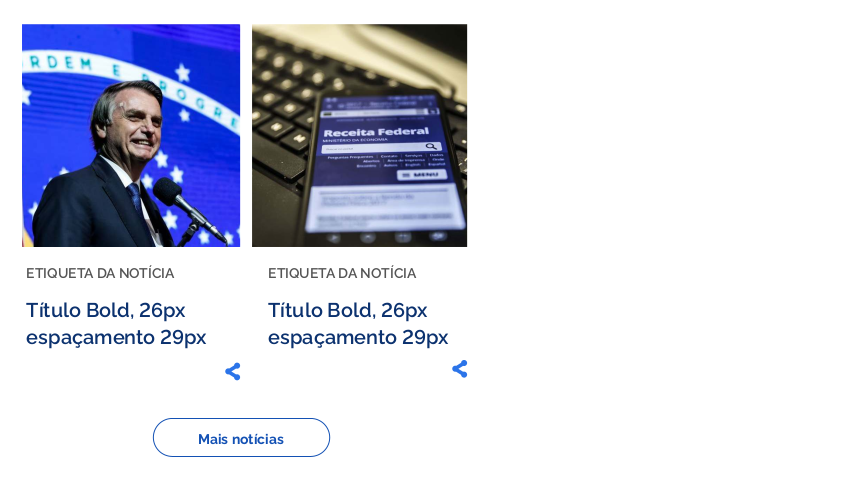 RDEM E PROGRE
Receita Federal
MINISTÉRIO DA ECONOMIA
MENU
ETIQUETA DA NOTÍCIA
Título Bold, 26px
espaçamento 29px
ETIQUETA DA NOTÍCIA
Título Bold, 26px
espaçamento 29px
Mais notícias